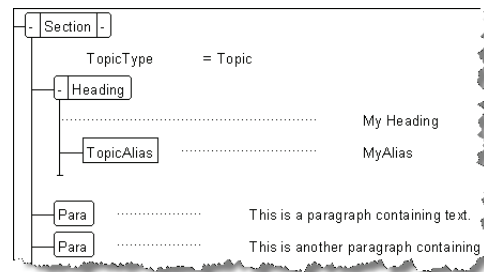 - Section -
TopicType = Topic
- Heading
My Heading
TopicAlias MyAlias
Para This is a paragraph containing text.
Para This is another paragraph containing